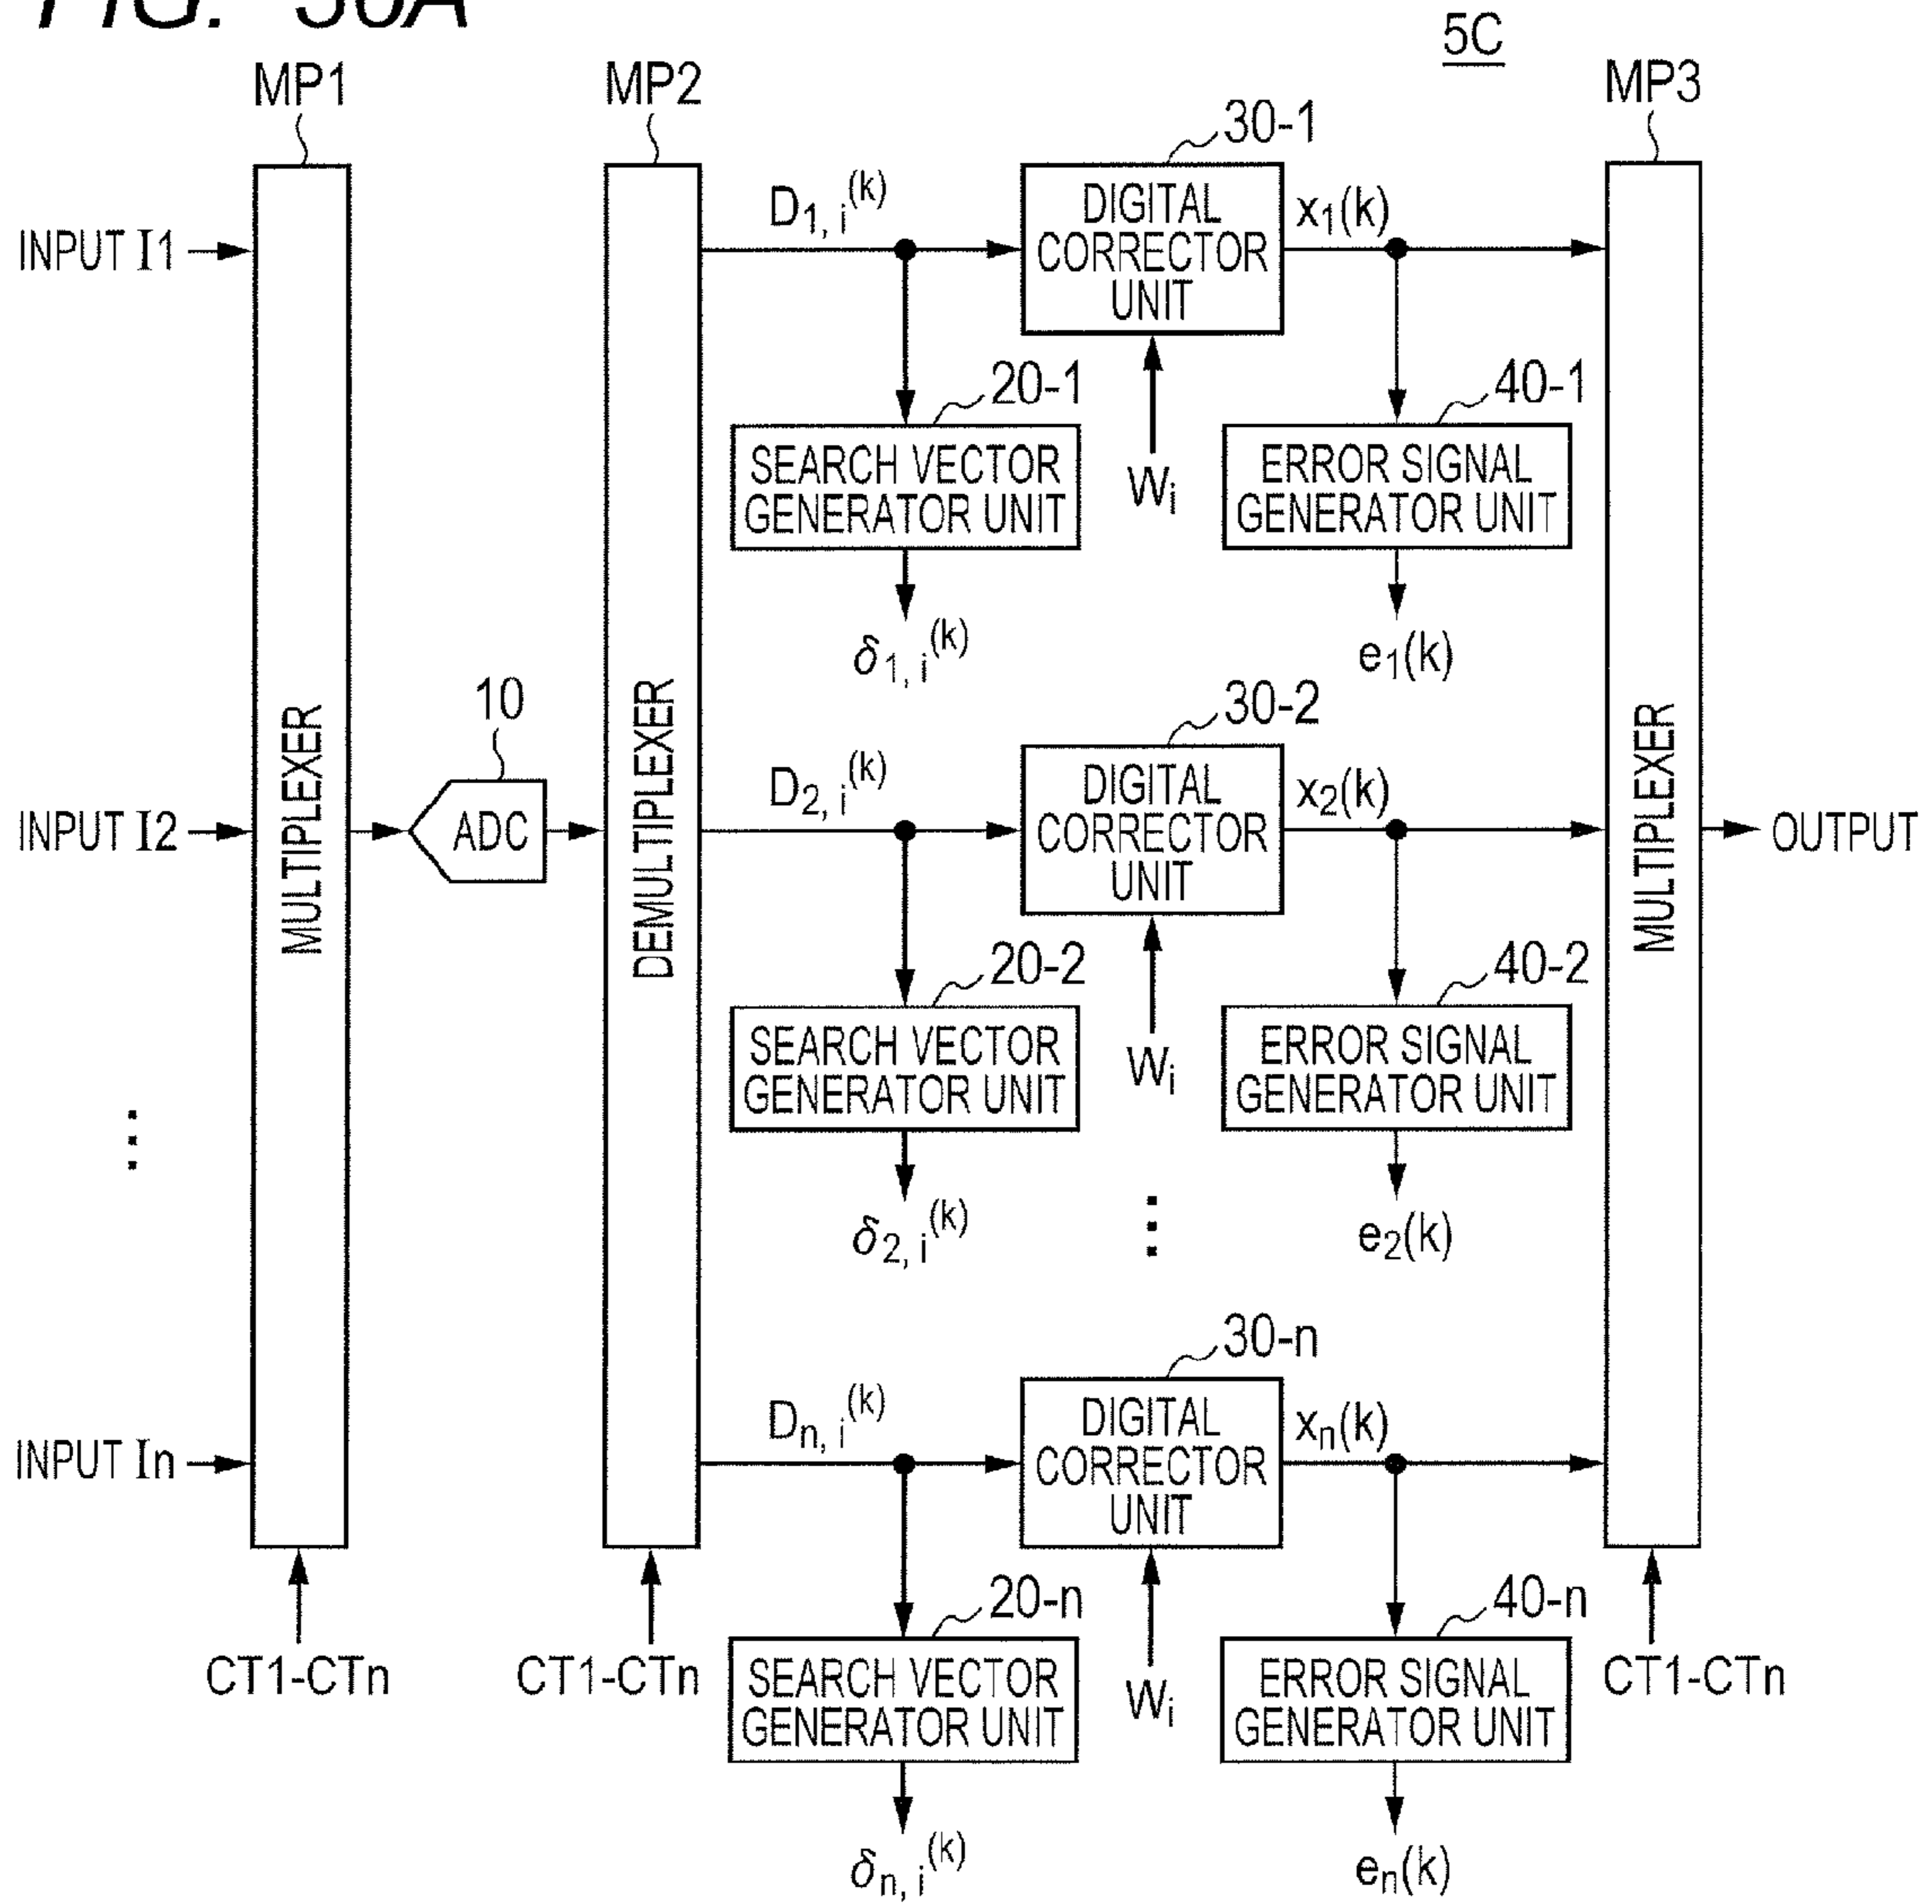 FIG. 36A
5C
MP1
MP2
MP3
30-1
INPUT I1
D1, i(k)
DIGITAL
CORRECTOR
UNIT
x1(k)
20-1
40-1
SEARCH VECTOR
GENERATOR UNIT
Wi
ERROR SIGNAL
GENERATOR UNIT
δ1, i(k)
e1(k)
MULTIPLEXER
10
DEMULTIPLEXER
30-2
MULTIPLEXER
INPUT I2
ADC
D2, i(k)
DIGITAL
CORRECTOR
UNIT
x2(k)
OUTPUT
20-2
40-2
SEARCH VECTOR
GENERATOR UNIT
Wi
ERROR SIGNAL
GENERATOR UNIT
δ2, i(k)
e2(k)
30-n
INPUT In
Dn, i(k)
DIGITAL
CORRECTOR
UNIT
xn(k)
20-n
40-n
CT1-CTn
CT1-CTn
SEARCH VECTOR
GENERATOR UNIT
Wi
ERROR SIGNAL
GENERATOR UNIT
CT1-CTn
δn, i(k)
en(k)